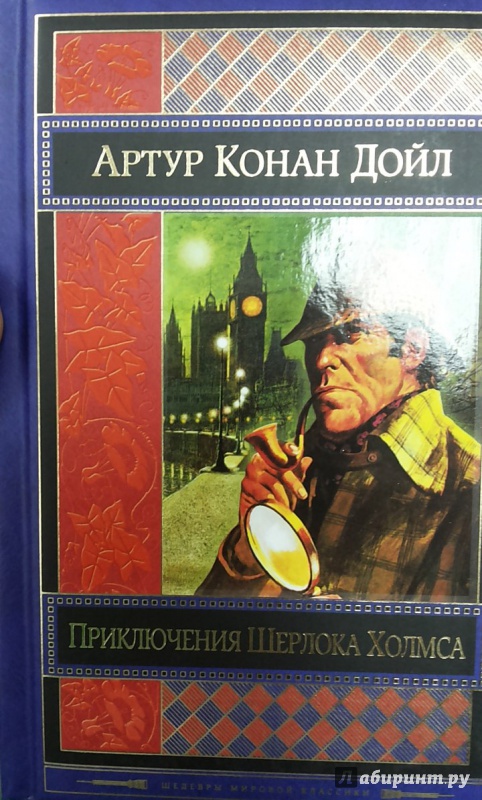 АРТУР КОНАН ДОЙЛ
ПРИКЛЮЧЕНИЯ ШЕРЛОКА ХОЛМСА
ШЕДЕВРЫ МИРОВОЙ КЛАССИКИ
Лабиринт.ру